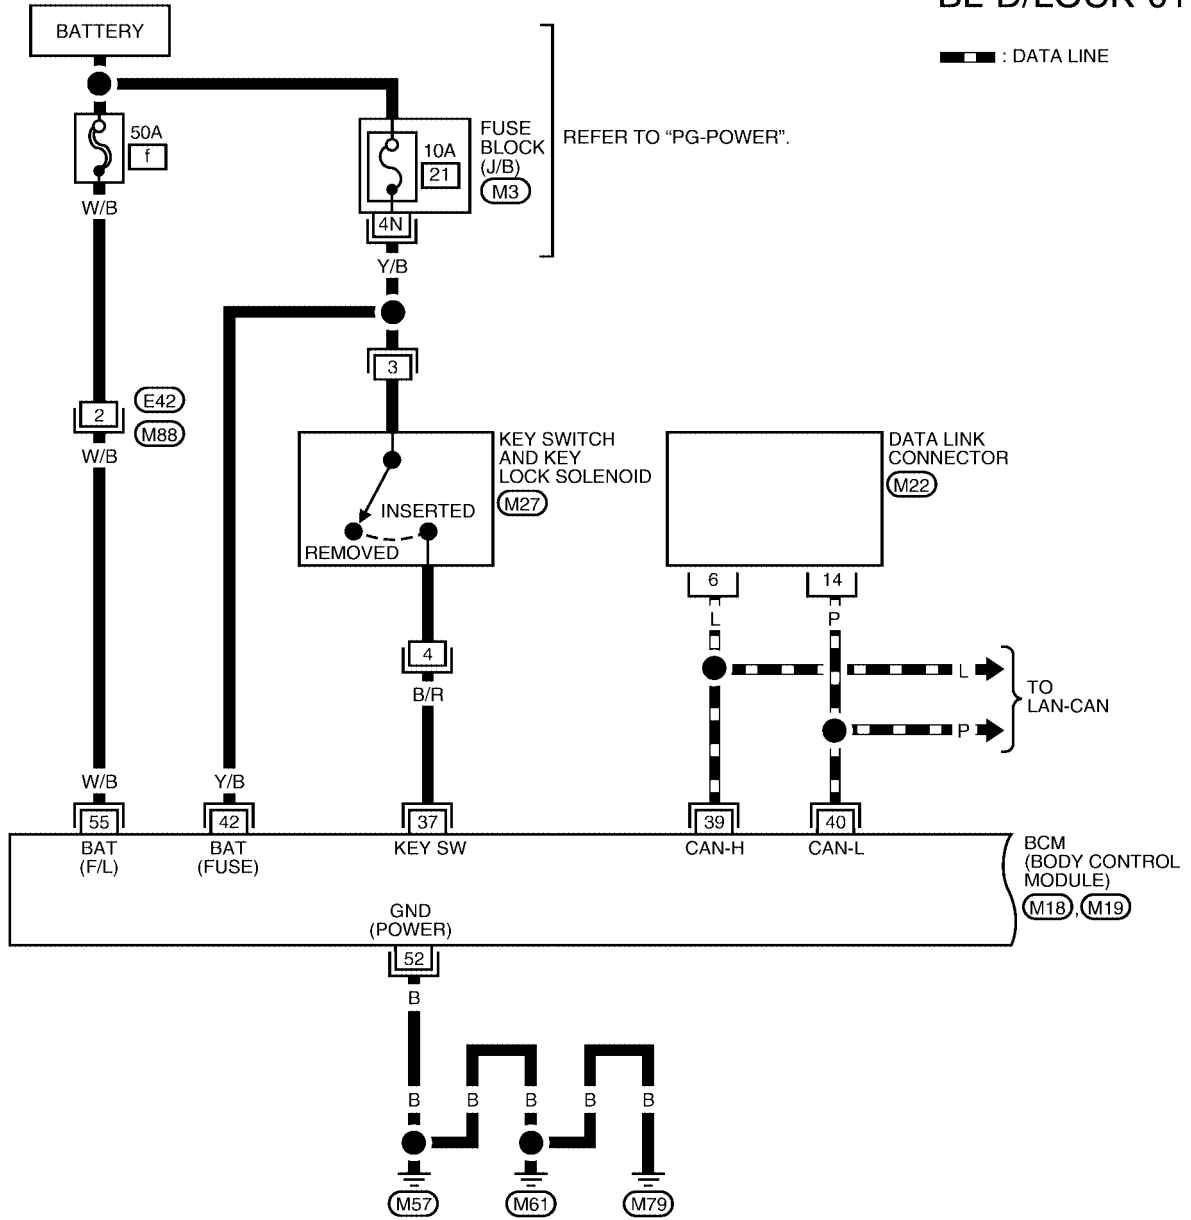 BATTERY
: DATA LINE
50A
f
10A
21
FUSE
BLOCK
(J/B)
M3
REFER TO “PG-POWER”.
W/B
4N
Y/B
3
2
E42
M88
W/B
KEY SWITCH
AND KEY
LOCK SOLENOID
M27
INSERTED
REMOVED
DATA LINK
CONNECTOR
M22
6
14
L
P
4
B/R
L
P
TO
LAN-CAN
W/B
Y/B
55
42
37
39
40
BAT
(F/L)
BAT
(FUSE)
KEY SW
CAN-H
CAN-L
BCM
(BODY CONTROL
MODULE)
M18 , M19
GND
(POWER)
52
B
B
B
B
B
B
M57
M61
M79